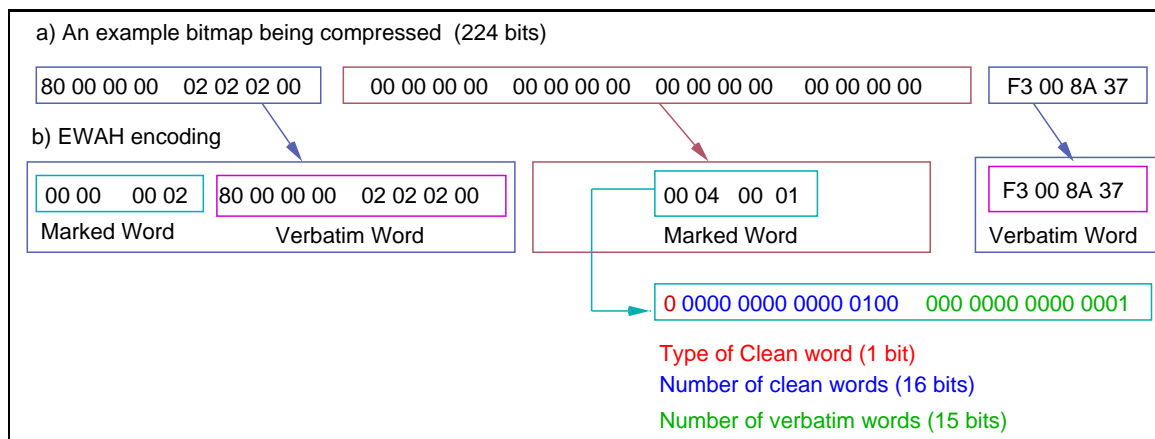 a) An example bitmap being compressed (224 bits)
80 00 00 00 02 02 02 00 00 00 00 00 00 00 00 00 00 00 00 00 00 00 00 00 F3 00 8A 37
b) EWAH encoding
00 00 00 02 80 00 00 00 02 02 02 00 00 04 00 01 F3 00 8A 37
Marked Word Verbatim Word Marked Word Verbatim Word
0 0000 0000 0000 0100 000 0000 0000 0001
Type of Clean word (1 bit)
Number of clean words (16 bits)
Number of verbatim words (15 bits)